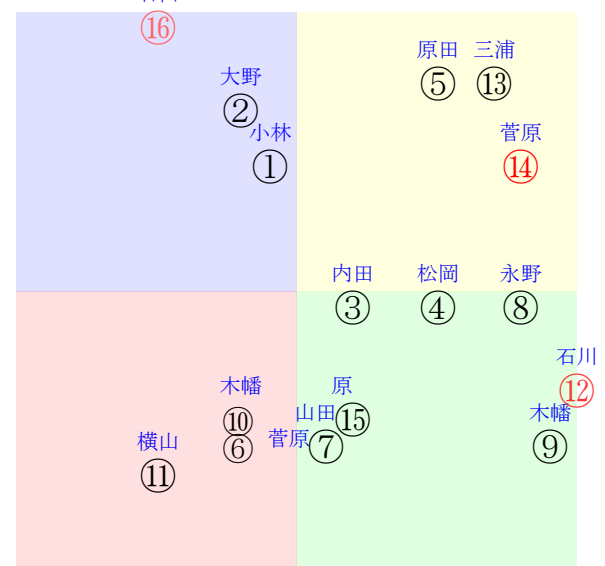 ⑯
原田 三浦
⑤ ⑬
大野
②
小林
①
菅原
⑭
内田 松岡 永野
③ ④ ⑧
石川
⑫
木幡 原
⑩ 山田 ⑮ 木幡
⑥ 菅原 ⑦ ⑨
横山
⑪